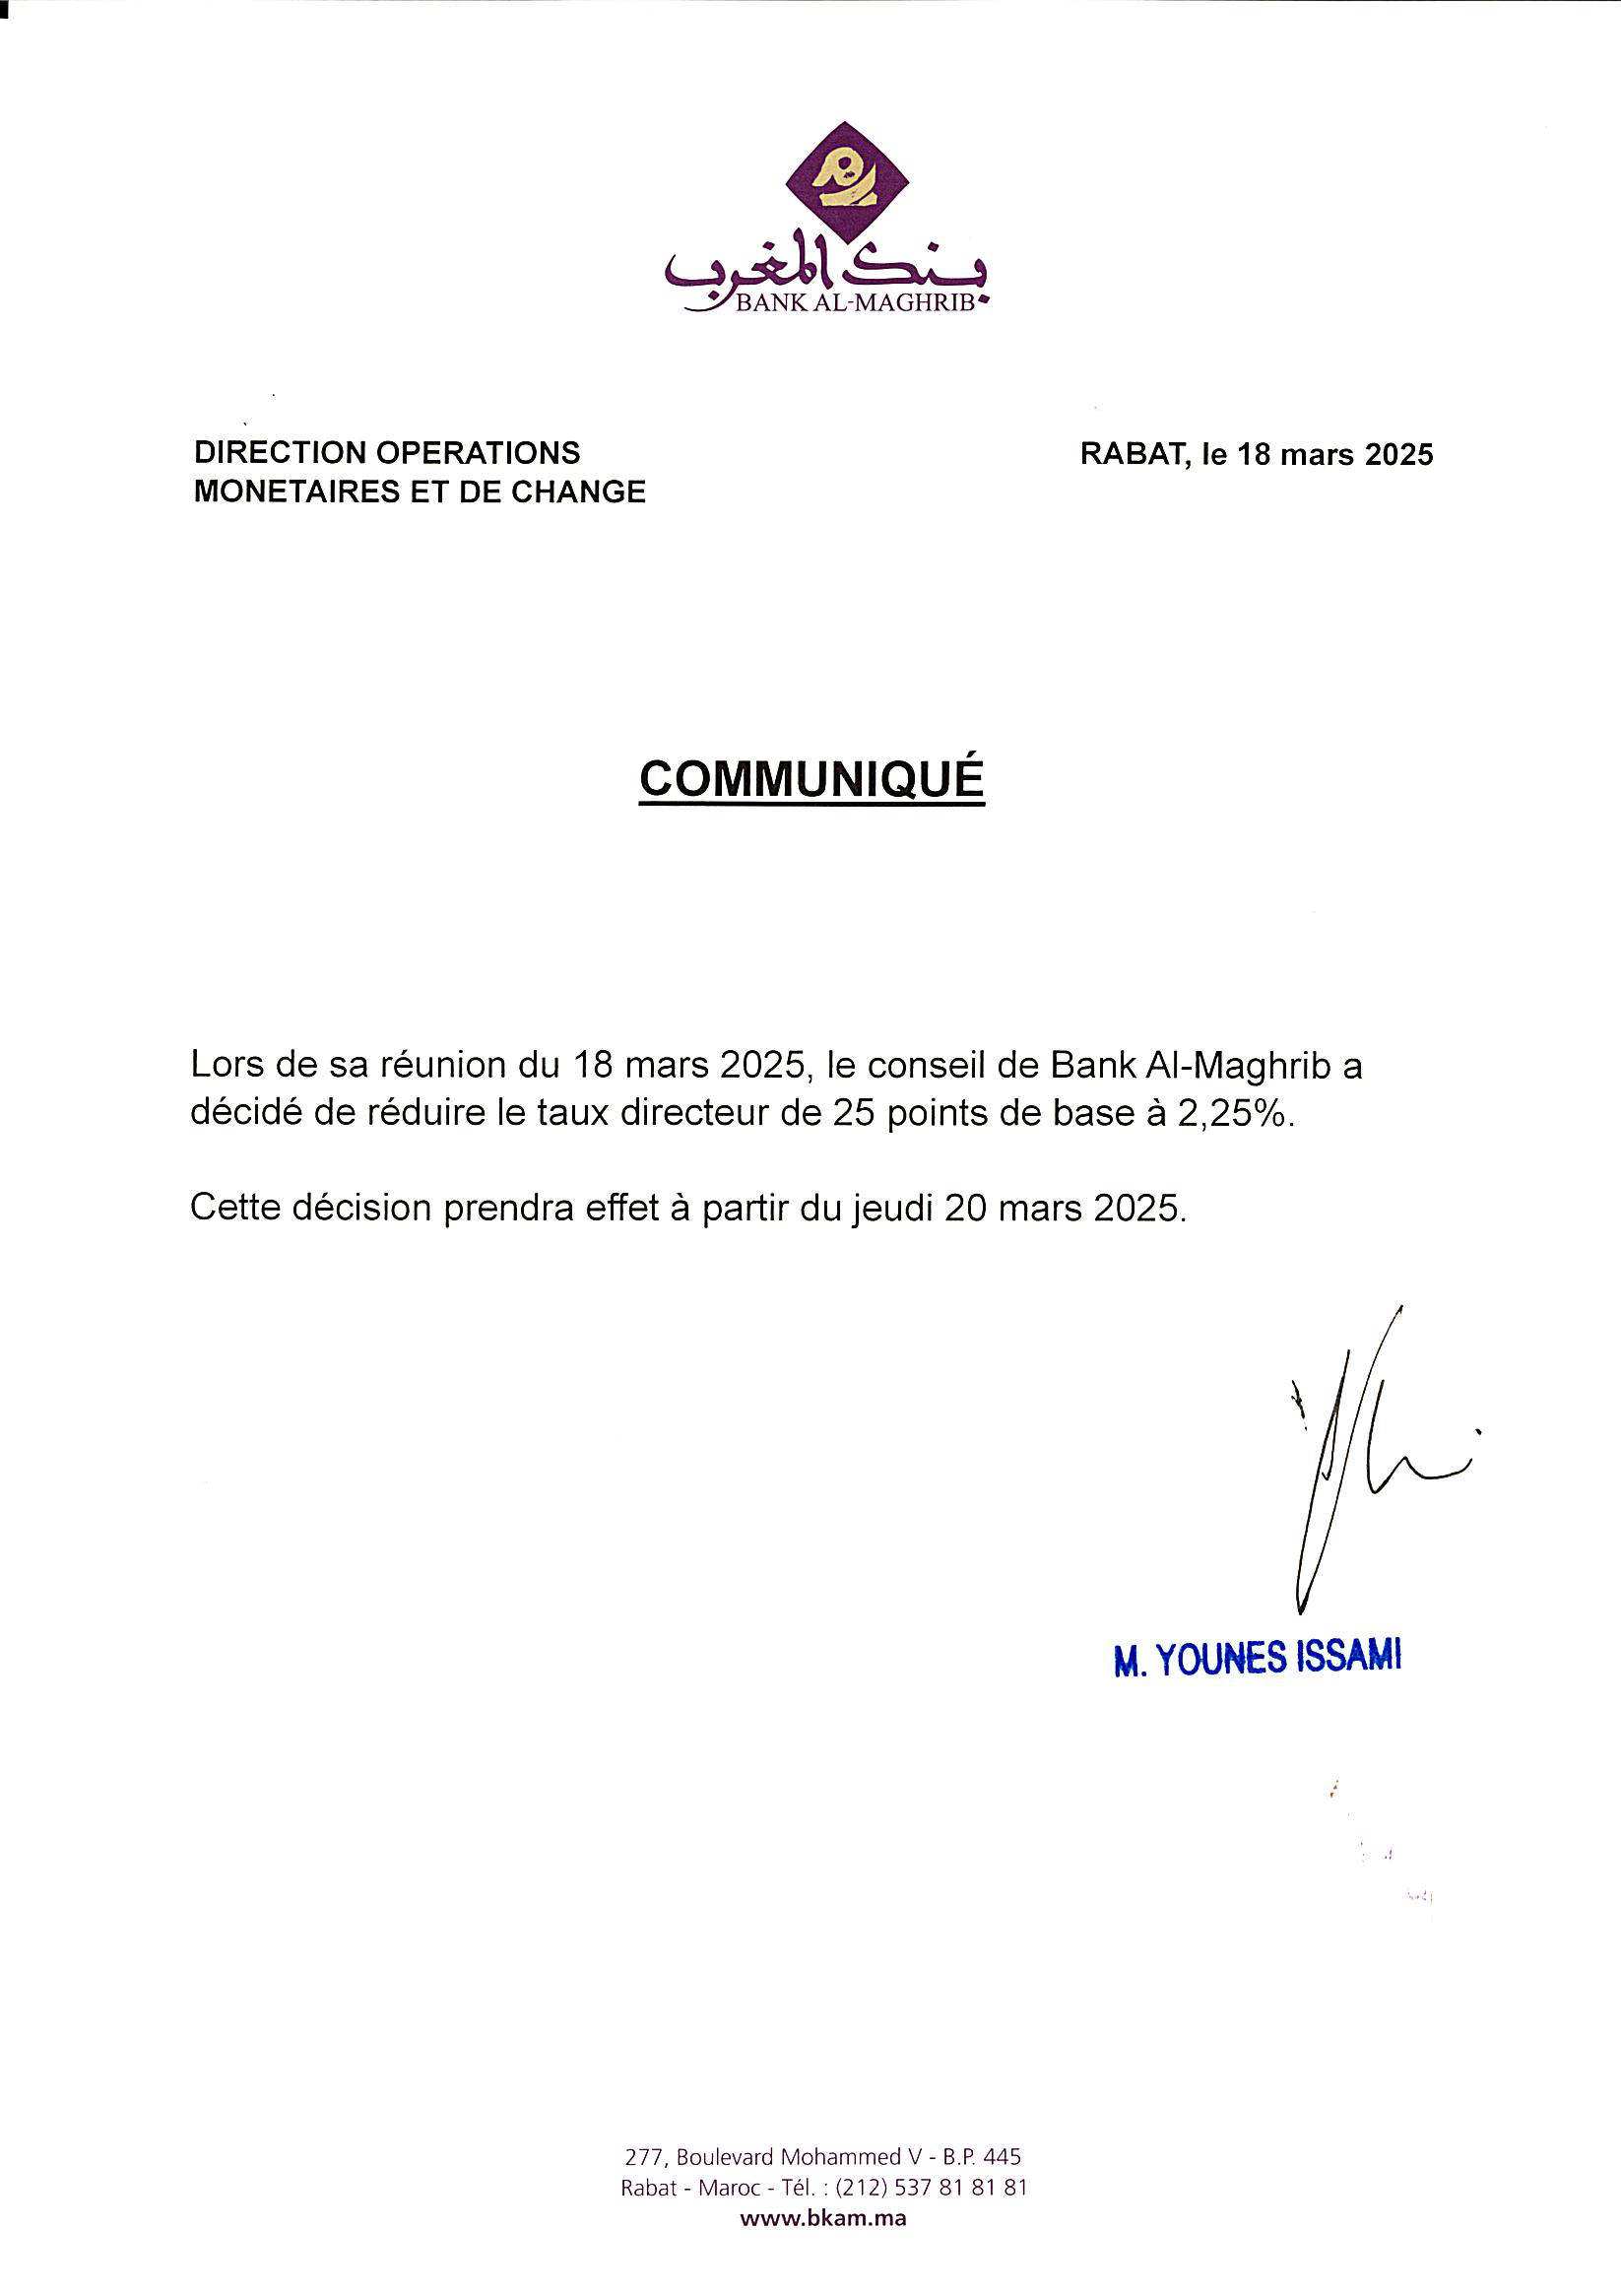 بنك المغرب
BANK AL-MAGHRIB
DIRECTION OPERATIONS
MONETAIRES ET DE CHANGE
RABAT, le 18 mars 2025
COMMUNIQUÉ
Lors de sa réunion du 18 mars 2025, le conseil de Bank Al-Maghrib a
décidé de réduire le taux directeur de 25 points de base à 2,25%.
Cette décision prendra effet à partir du jeudi 20 mars 2025.
M. YOUNES ISSAMI
277, Boulevard Mohammed V - B.P. 445
Rabat - Maroc - Tél. : (212) 537 81 81 81
www.bkam.ma